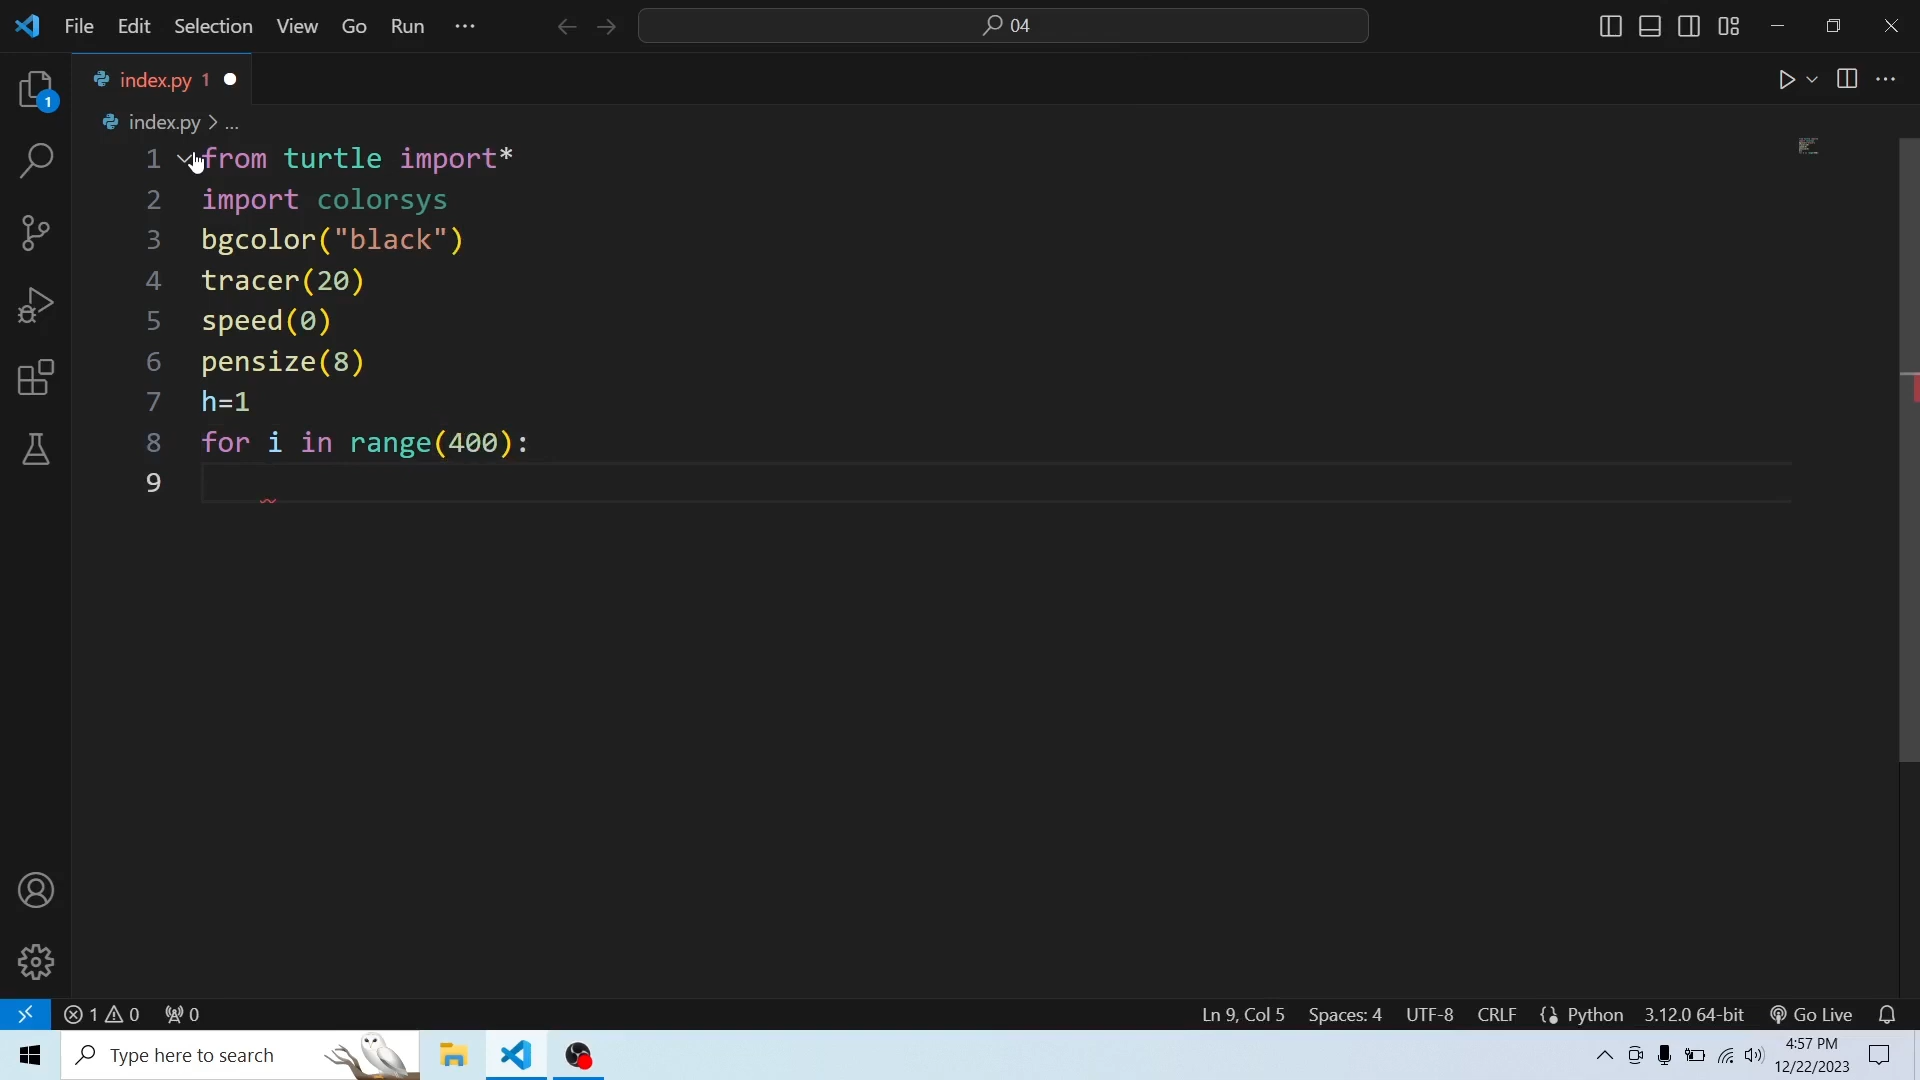 File Edit Selection View Go Run ... 04
index.py 1
index.py > ...
1 from turtle import*
2 import colorsys
3 bgcolor("black")
4 tracer(20)
5 speed(0)
6 pensize(8)
7 h=1
8 for i in range(400):
9
1
1 0 0 Ln 9, Col 5 Spaces: 4 UTF-8 CRLF {} Python 3.12.0 64-bit Go Live
Type here to search
4:57 PM
12/22/2023